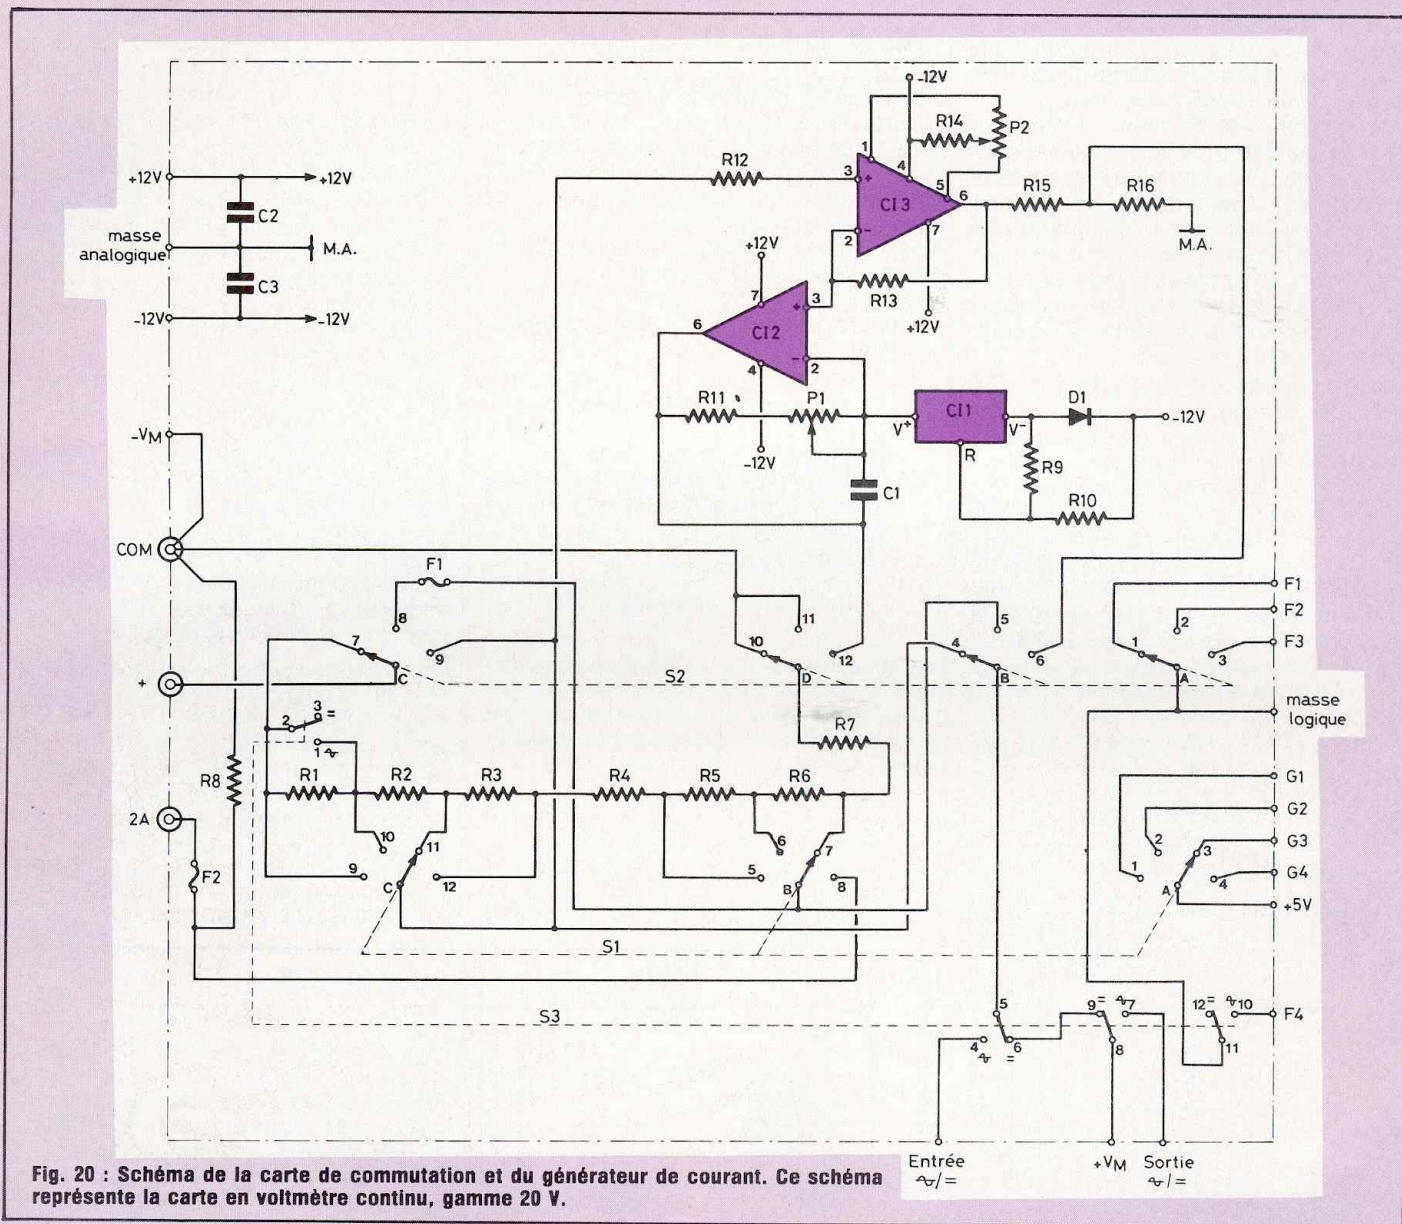 -12V
R14
P2
1
4
R12
3
+
5
6
R15
R16
CI3
+12V
+12V
C2
-
2
7
M.A.
masse
analogique
M.A.
+12V
R13
C3
7
3
+
+12V
-12V
-12V
6
CI2
-
4
2
R11
P1
CI1
D1
-12V
V+
V-
-VM
-12V
R
R9
C1
R10
COM
F1
F1
8
11
5
2
F2
7
9
10
12
4
6
1
3
F3
+
C
S2
D
B
A
masse
logique
3 =
2
1
R7
G1
R8
R1
R2
R3
R4
R5
R6
G2
2A
10
11
6
7
2
3
G3
F2
9
C
12
5
B
8
1
4
G4
A
+5V
S1
S3
5
9 =
7
12 =
10
F4
4
6
=
8
11
Entrée
/=
+VM
Sortie
/=
Fig. 20 : Schéma de la carte de commutation et du générateur de courant. Ce schéma
représente la carte en voltmètre continu, gamme 20 V.